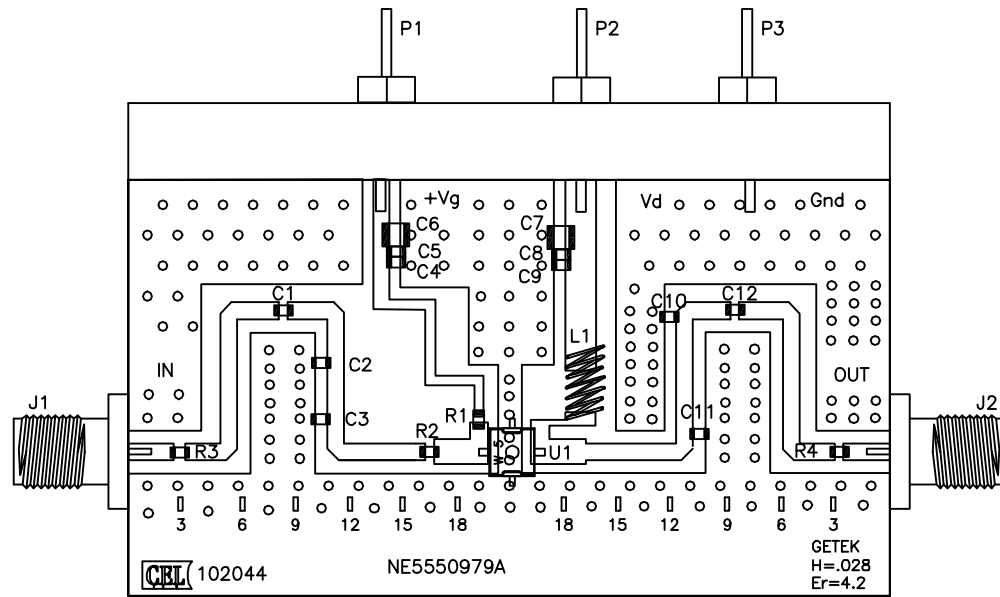 P1 P2 P3
+Vg Vd Gnd
C6 C7
C5 C8
C4 C9
C1 C10 C12
L1
IN C2 OUT
J1 C3 R1 C11 J2
R3 R2 W 5 U1 R4
3 6 9 12 15 18 18 15 12 9 6 3
GETEK
CEL 102044 NE5550979A H=.028
Er=4.2